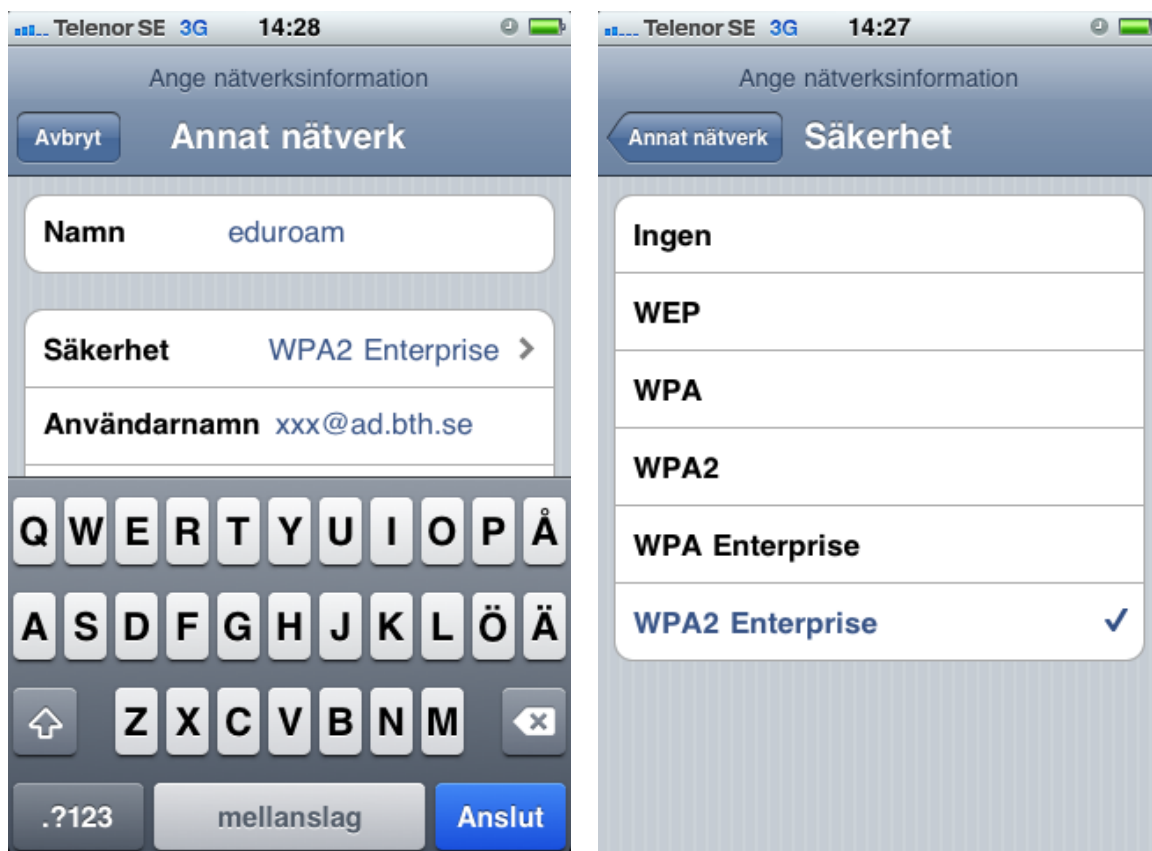 Telenor SE 3G 14:28
Ange nätverksinformation
Avbryt Annat nätverk
Namn eduroam
Säkerhet WPA2 Enterprise
Användarnamn xxx@ad.bth.se
Q W E R T Y U I O P Å
A S D F G H J K L Ö Ä
Z X C V B N M
.?123 mellanslag Anslut
Telenor SE 3G 14:27
Ange nätverksinformation
Annat nätverk Säkerhet
Ingen
WEP
WPA
WPA2
WPA Enterprise
WPA2 Enterprise